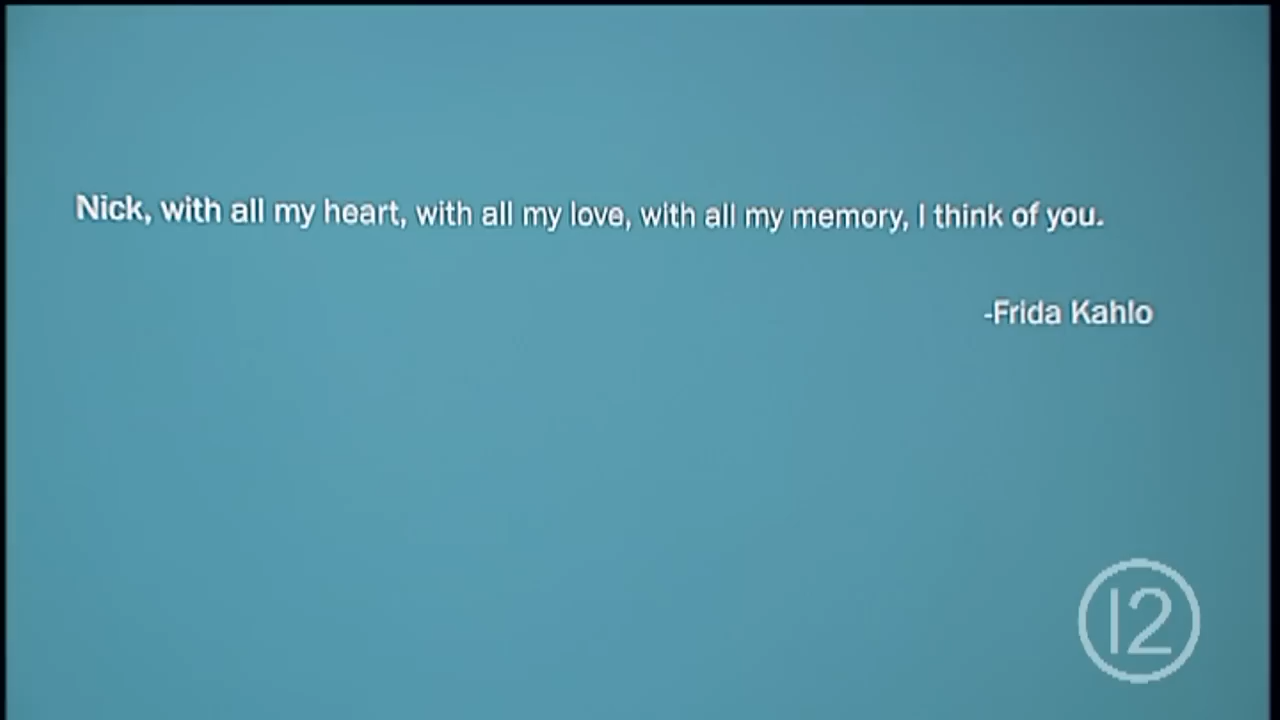 Nick, with all my heart, with all my love, with all my memory, I think of you.
-Frida Kahlo
12